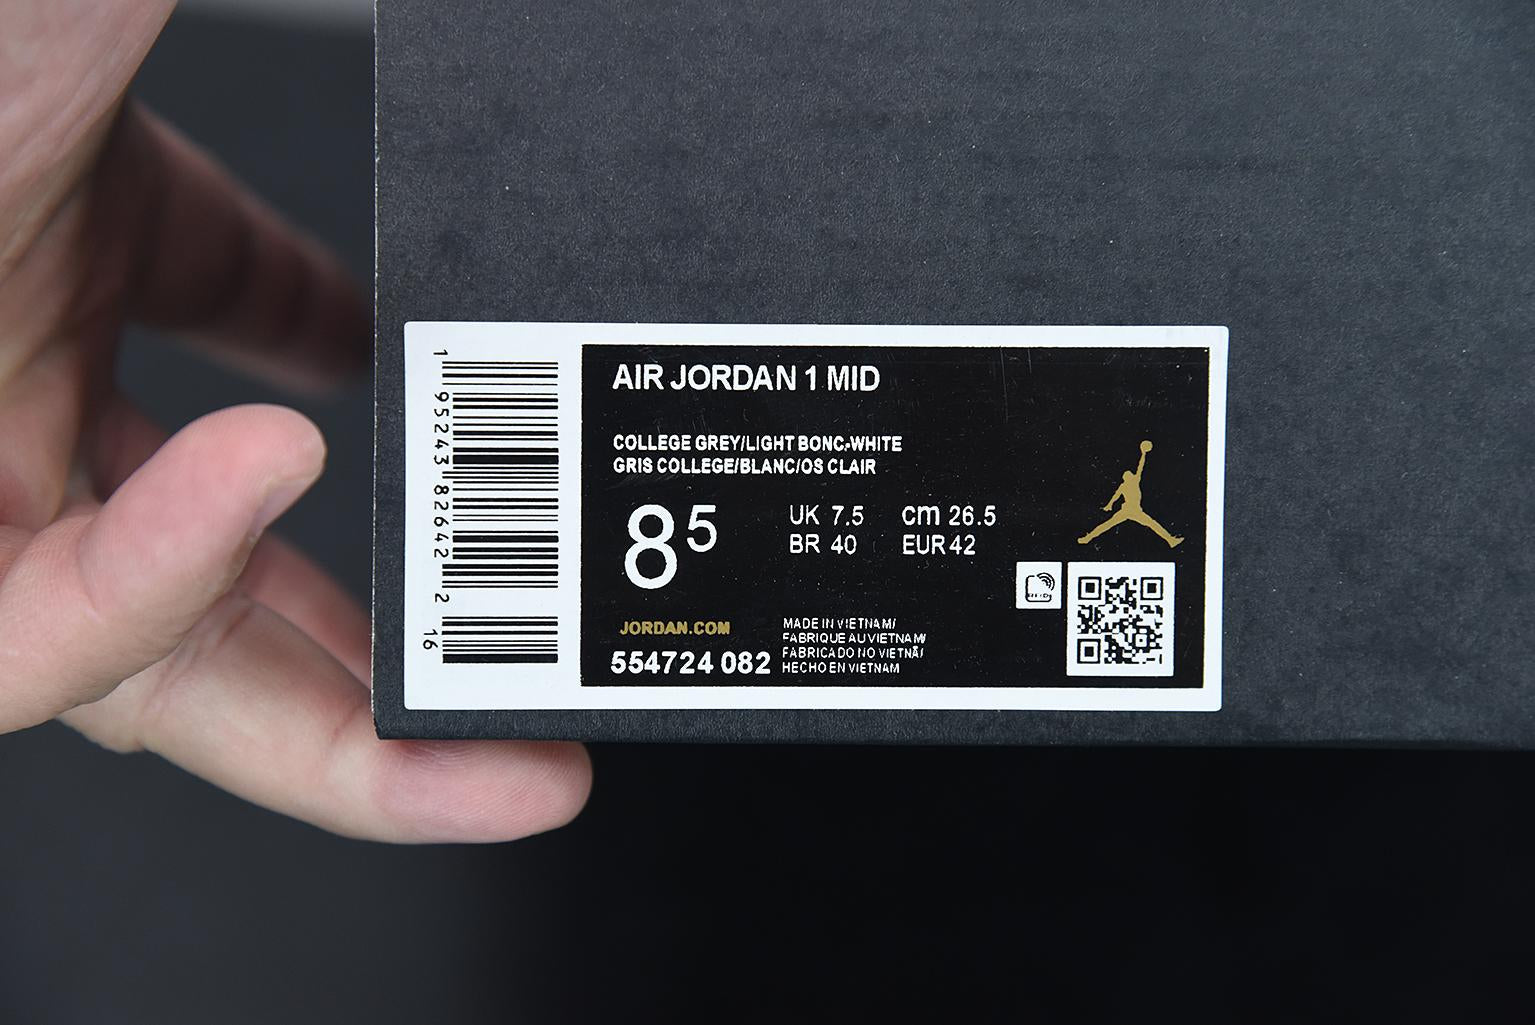 AIR JORDAN 1 MID
COLLEGE GREY/LIGHT BONC-WHITE
GRIS COLLEGE/BLANC/OS CLAIR
8 5
UK 7.5 cm 26.5
BR 40 EUR 42
JORDAN.COM
554724 082
MADE IN VIETNAM/
FABRIQUE AU VIETNAM/
FABRICADO NO VIETNÃ/
HECHO EN VIETNAM
1 95243 82642 2
16